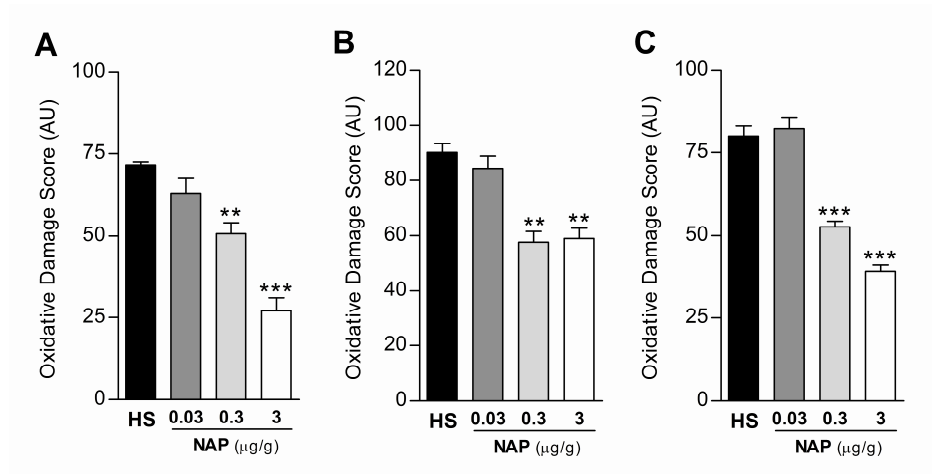 A
Oxidative Damage Score (AU)
100
75
50
25
0
**
***
HS 0.03 0.3 3
NAP (μg/g)
B
Oxidative Damage Score (AU)
120
100
80
60
40
20
0
** **
HS 0.03 0.3 3
NAP (μg/g)
C
Oxidative Damage Score (AU)
100
75
50
25
0
***
***
HS 0.03 0.3 3
NAP (μg/g)